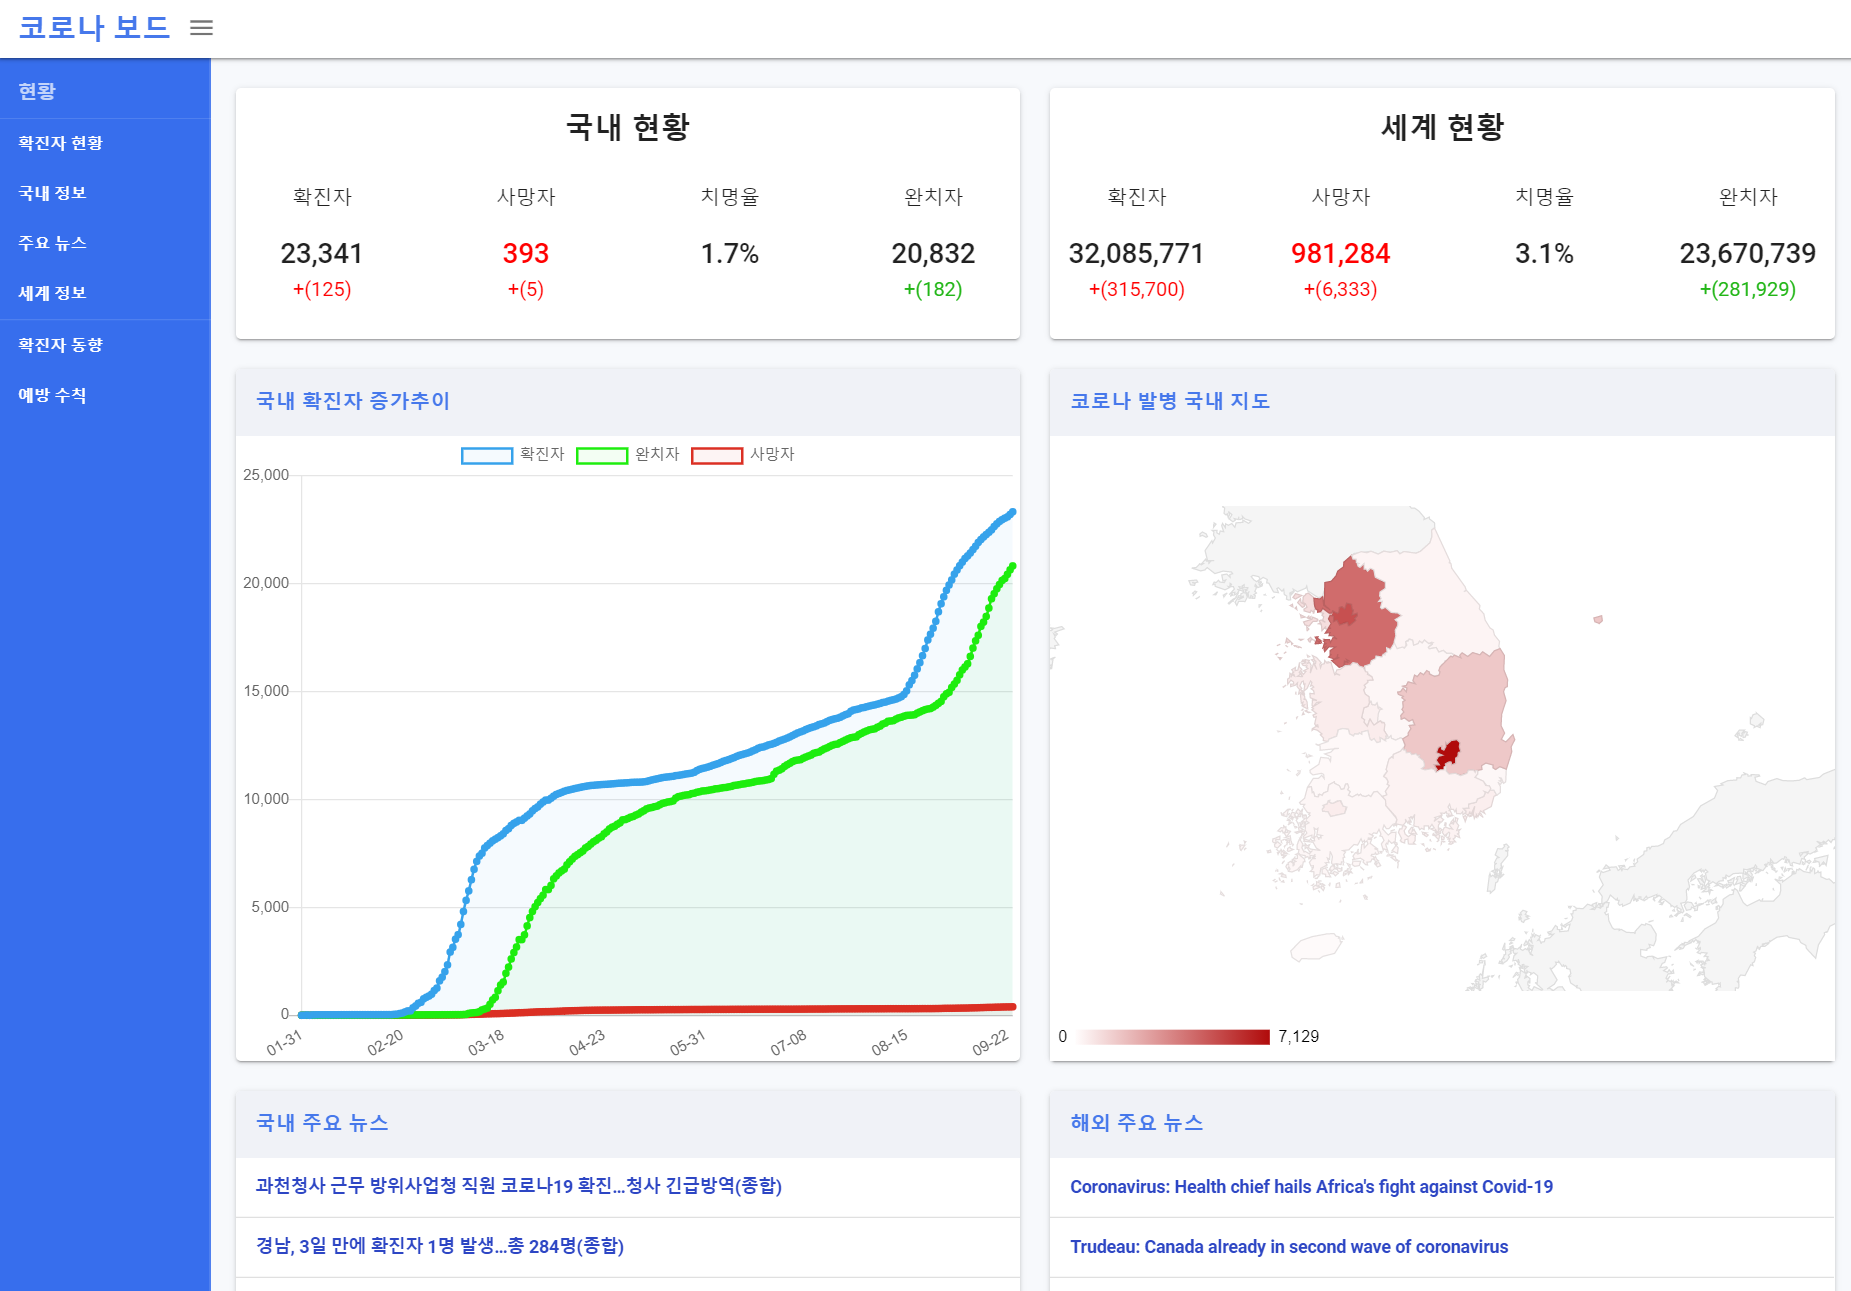 코로나 보드
현황
확진자 현황
국내 정보
주요 뉴스
세계 정보
확진자 동향
예방 수칙
국내 현황
확진자 사망자 치명율 완치자
23,341 393 1.7% 20,832
+(125) +(5) +(182)
세계 현황
확진자 사망자 치명율 완치자
32,085,771 981,284 3.1% 23,670,739
+(315,700) +(6,333) +(281,929)
국내 확진자 증가추이
확진자 완치자 사망자
25,000
20,000
15,000
10,000
5,000
0
01-31 02-20 03-18 04-23 05-31 07-08 08-15 09-22
코로나 발병 국내 지도
0 7,129
국내 주요 뉴스
과천청사 근무 방위사업청 직원 코로나19 확진...청사 긴급방역(종합)
경남, 3일 만에 확진자 1명 발생...총 284명(종합)
해외 주요 뉴스
Coronavirus: Health chief hails Africa's fight against Covid-19
Trudeau: Canada already in second wave of coronavirus